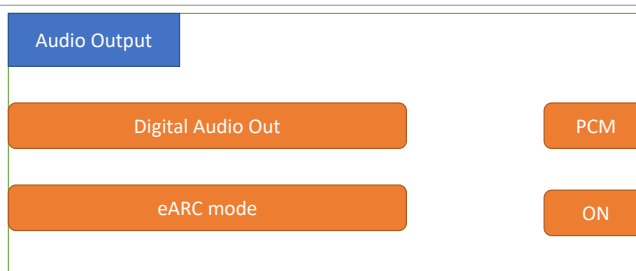 Audio Output
Digital Audio Out
PCM
eARC mode
ON